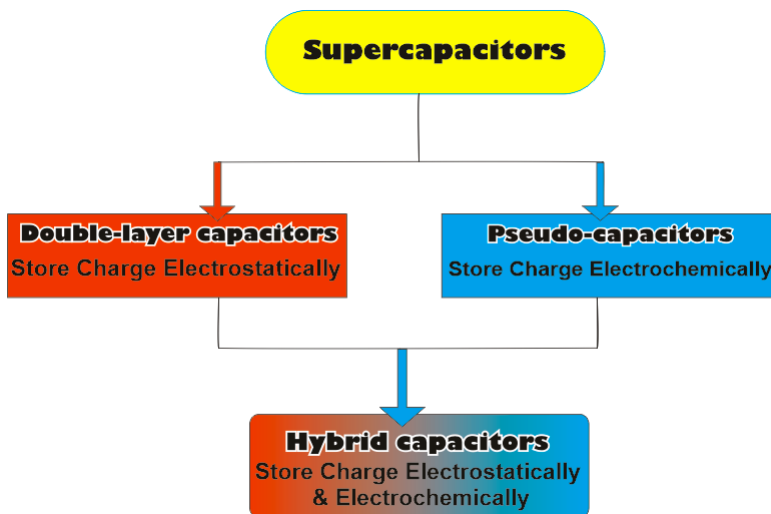 Supercapacitors
Double-layer capacitors
Store Charge Electrostatically
Pseudo-capacitors
Store Charge Electrochemically
Hybrid capacitors
Store Charge Electrostatically
& Electrochemically